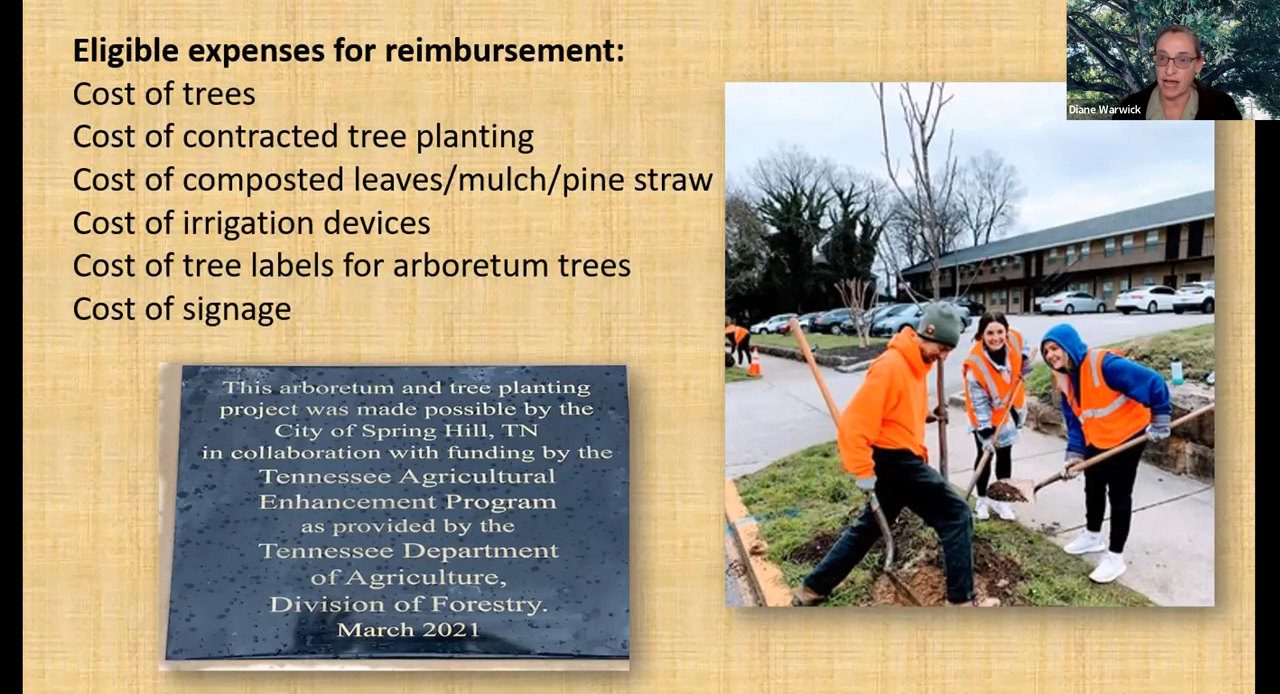 Eligible expenses for reimbursement:
Cost of trees
Cost of contracted tree planting
Cost of composted leaves/mulch/pine straw
Cost of irrigation devices
Cost of tree labels for arboretum trees
Cost of signage
Diane Warwick
This arboretum and tree planting
project was made possible by the
City of Spring Hill, TN
in collaboration with funding by the
Tennessee Agricultural
Enhancement Program
as provided by the
Tennessee Department
of Agriculture,
Division of Forestry.
March 2021